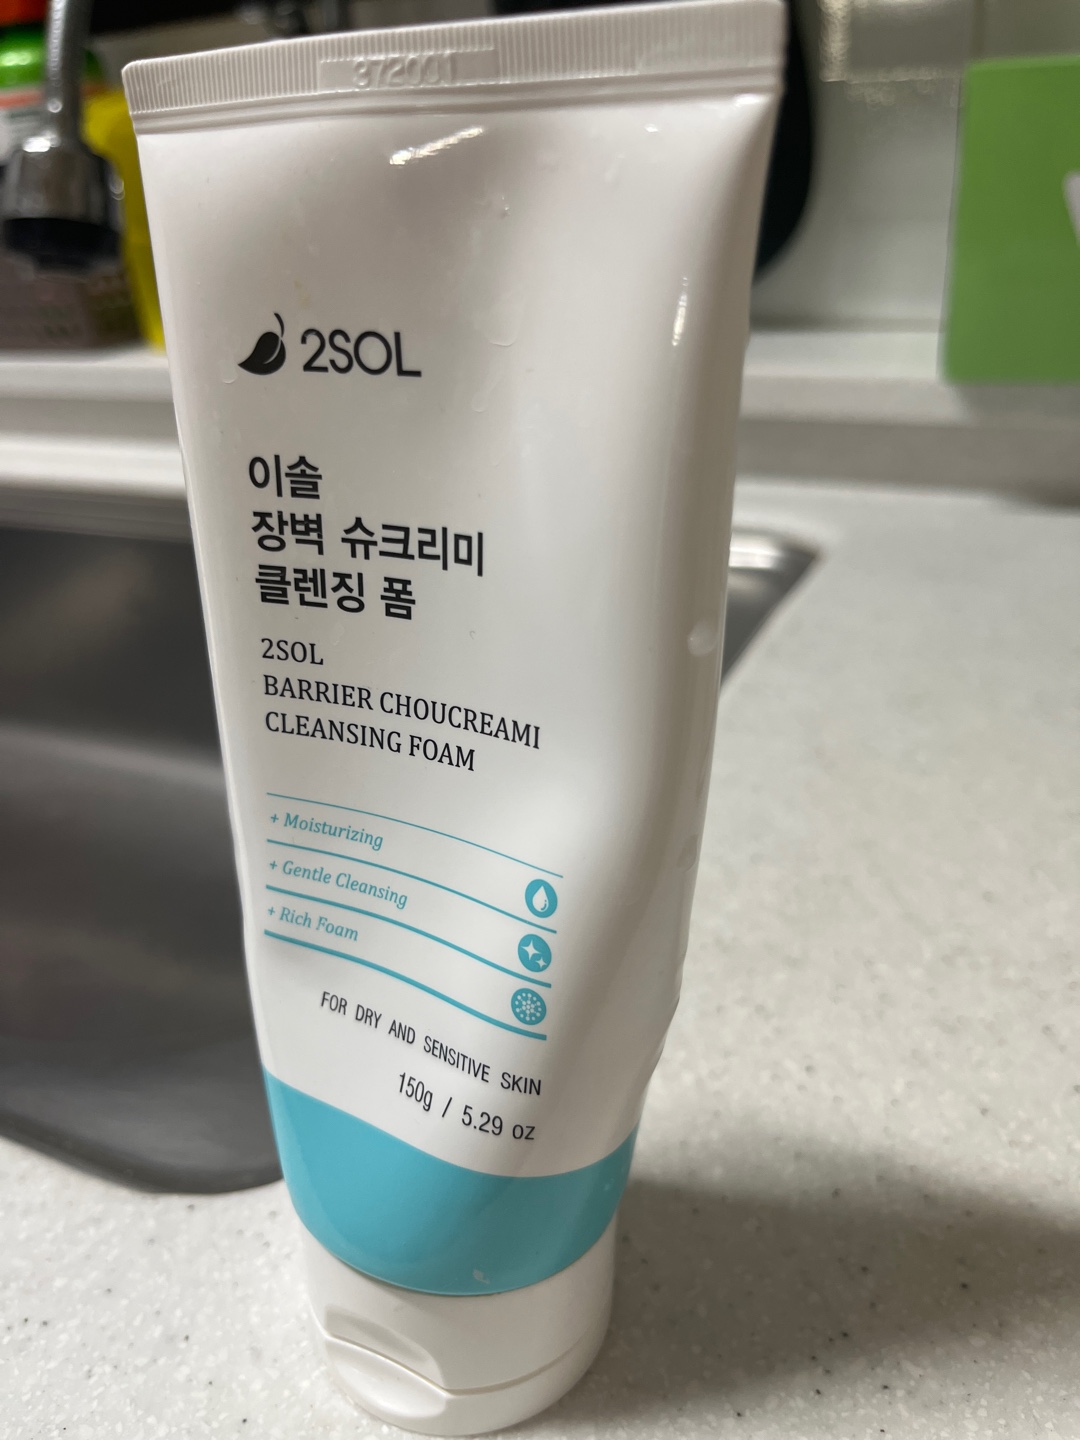 372001
2SOL
이솔
장벽 슈크리미
클렌징 폼
2SOL
BARRIER CHOUCREAMI
CLEANSING FOAM
+ Moisturizing
+ Gentle Cleansing
+ Rich Foam
FOR DRY AND SENSITIVE SKIN
150g / 5.29 oz